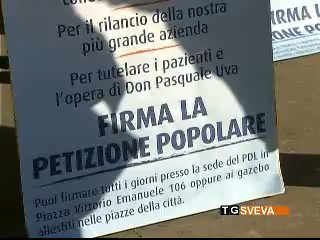 Per il rilancio della nostra
più grande azienda
Per tutelare i pazienti e
l'opera di Don Pasquale Uva
FIRMA LA
PETIZIONE POPOLARE
Puoi firmare tutti i giorni presso la sede del PDL in
Piazza Vittorio Emanuele 106 oppure ai gazebo
allestiti nelle piazze della città.
FIRMA LA
TGSVEVA